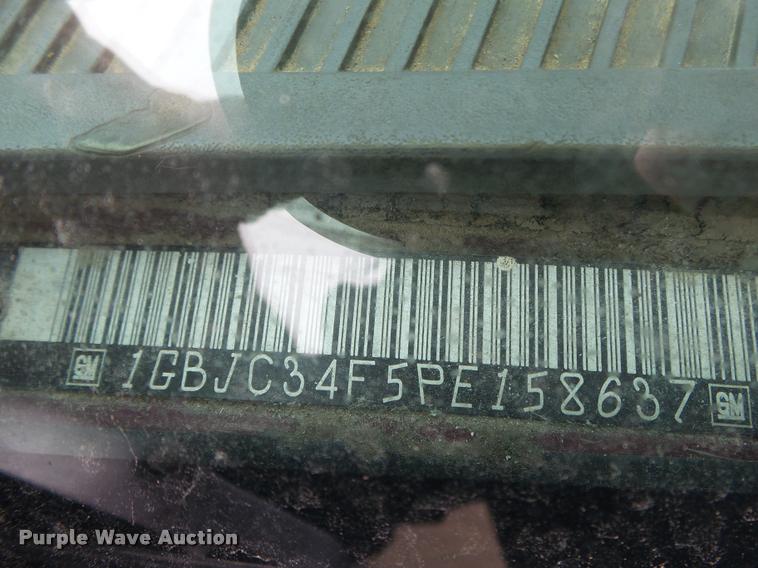 GM 1GBJC34F5PE158637 GM
Purple Wave Auction